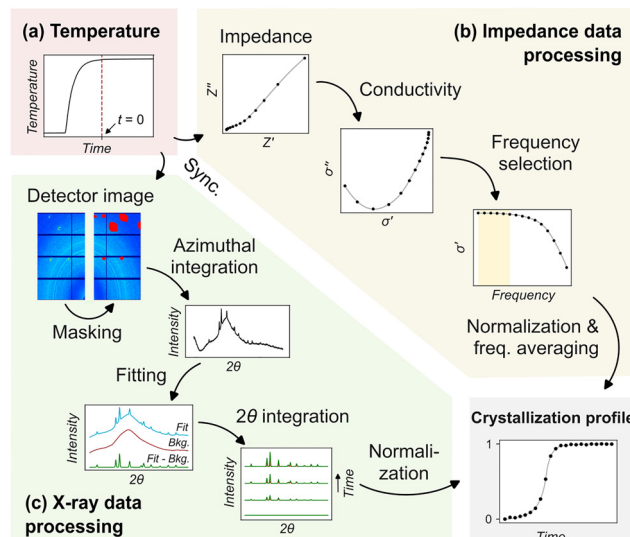 (a) Temperature
Temperature
t = 0
Time
Sync.
(b) Impedance data
processing
Impedance
Z''
Z'
Conductivity
σ''
σ'
Frequency
selection
σ'
Frequency
Normalization &
freq. averaging
Detector image
Masking
Azimuthal
integration
Intensity
2θ
Fitting
Intensity
Fit
Bkg.
Fit - Bkg.
2θ
2θ integration
Intensity
Time
2θ
Normali-
zation
(c) X-ray data
processing
Crystallization profile
1
0
Time